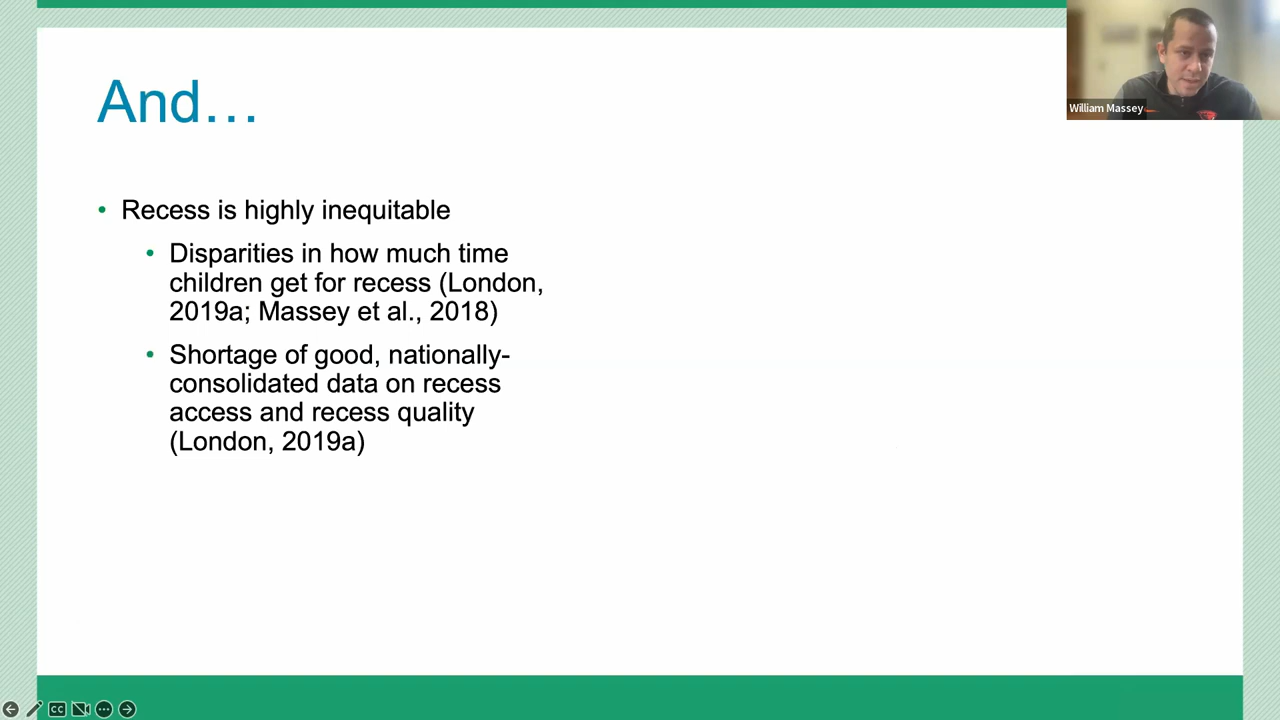 And…
William Massey
• Recess is highly inequitable
• Disparities in how much time
children get for recess (London,
2019a; Massey et al., 2018)
• Shortage of good, nationally-
consolidated data on recess
access and recess quality
(London, 2019a)
CC